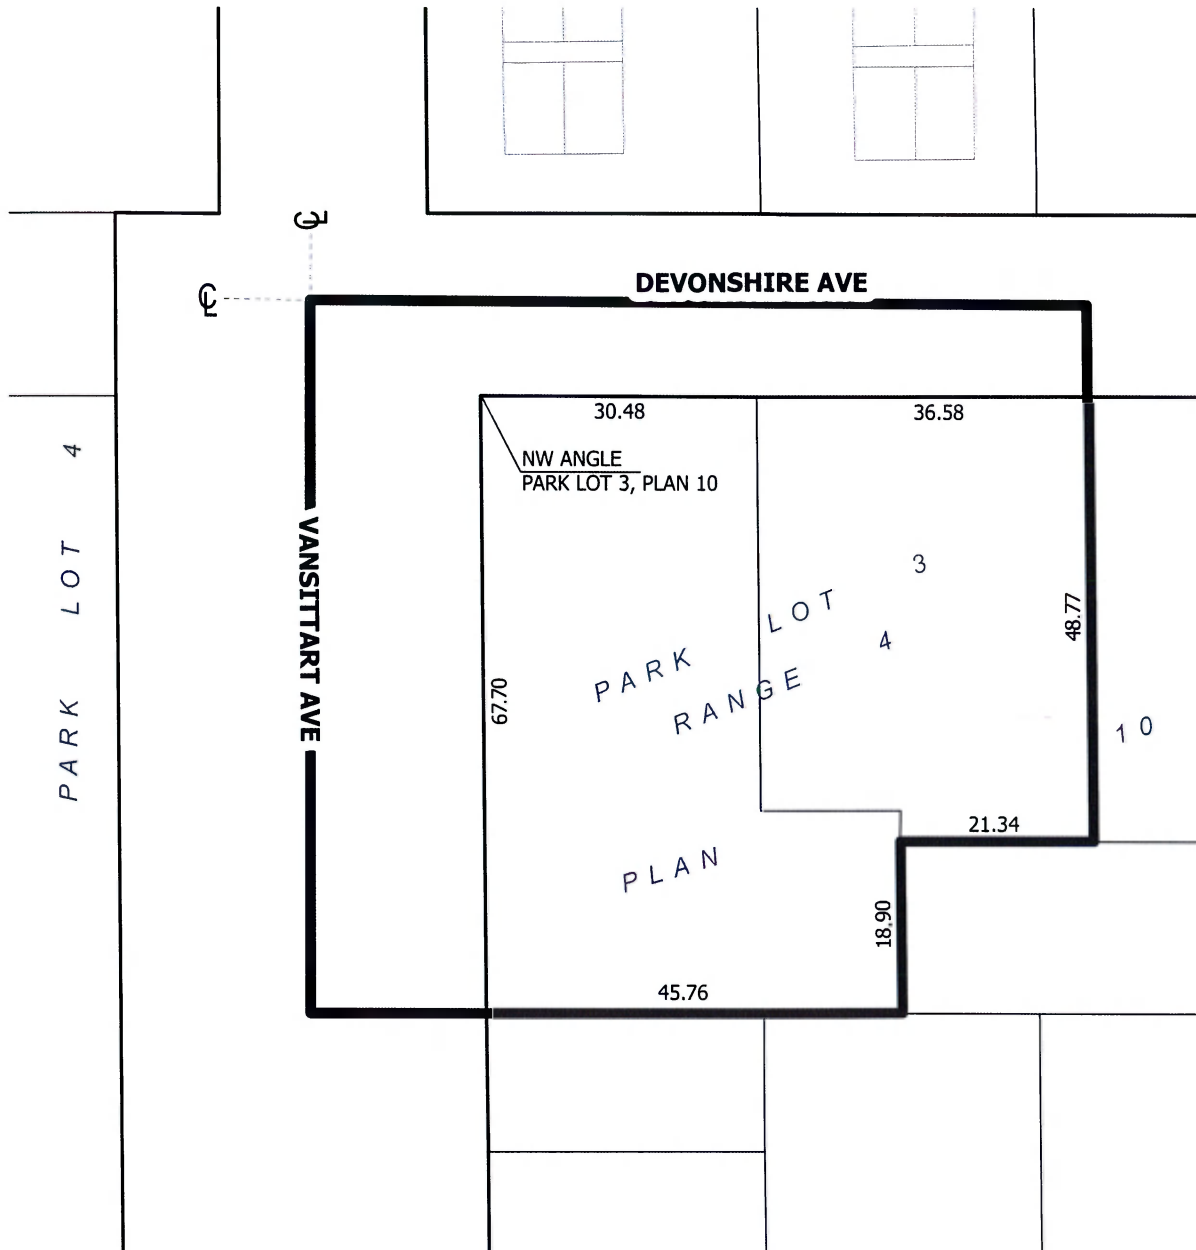 ℄
℄
DEVONSHIRE AVE
30.48
36.58
NW ANGLE
PARK LOT 3, PLAN 10
VANSITTART AVE
PARK LOT 4
PARK LOT 3
RANGE 4
67.70
48.77
10
21.34
PLAN
18.90
45.76